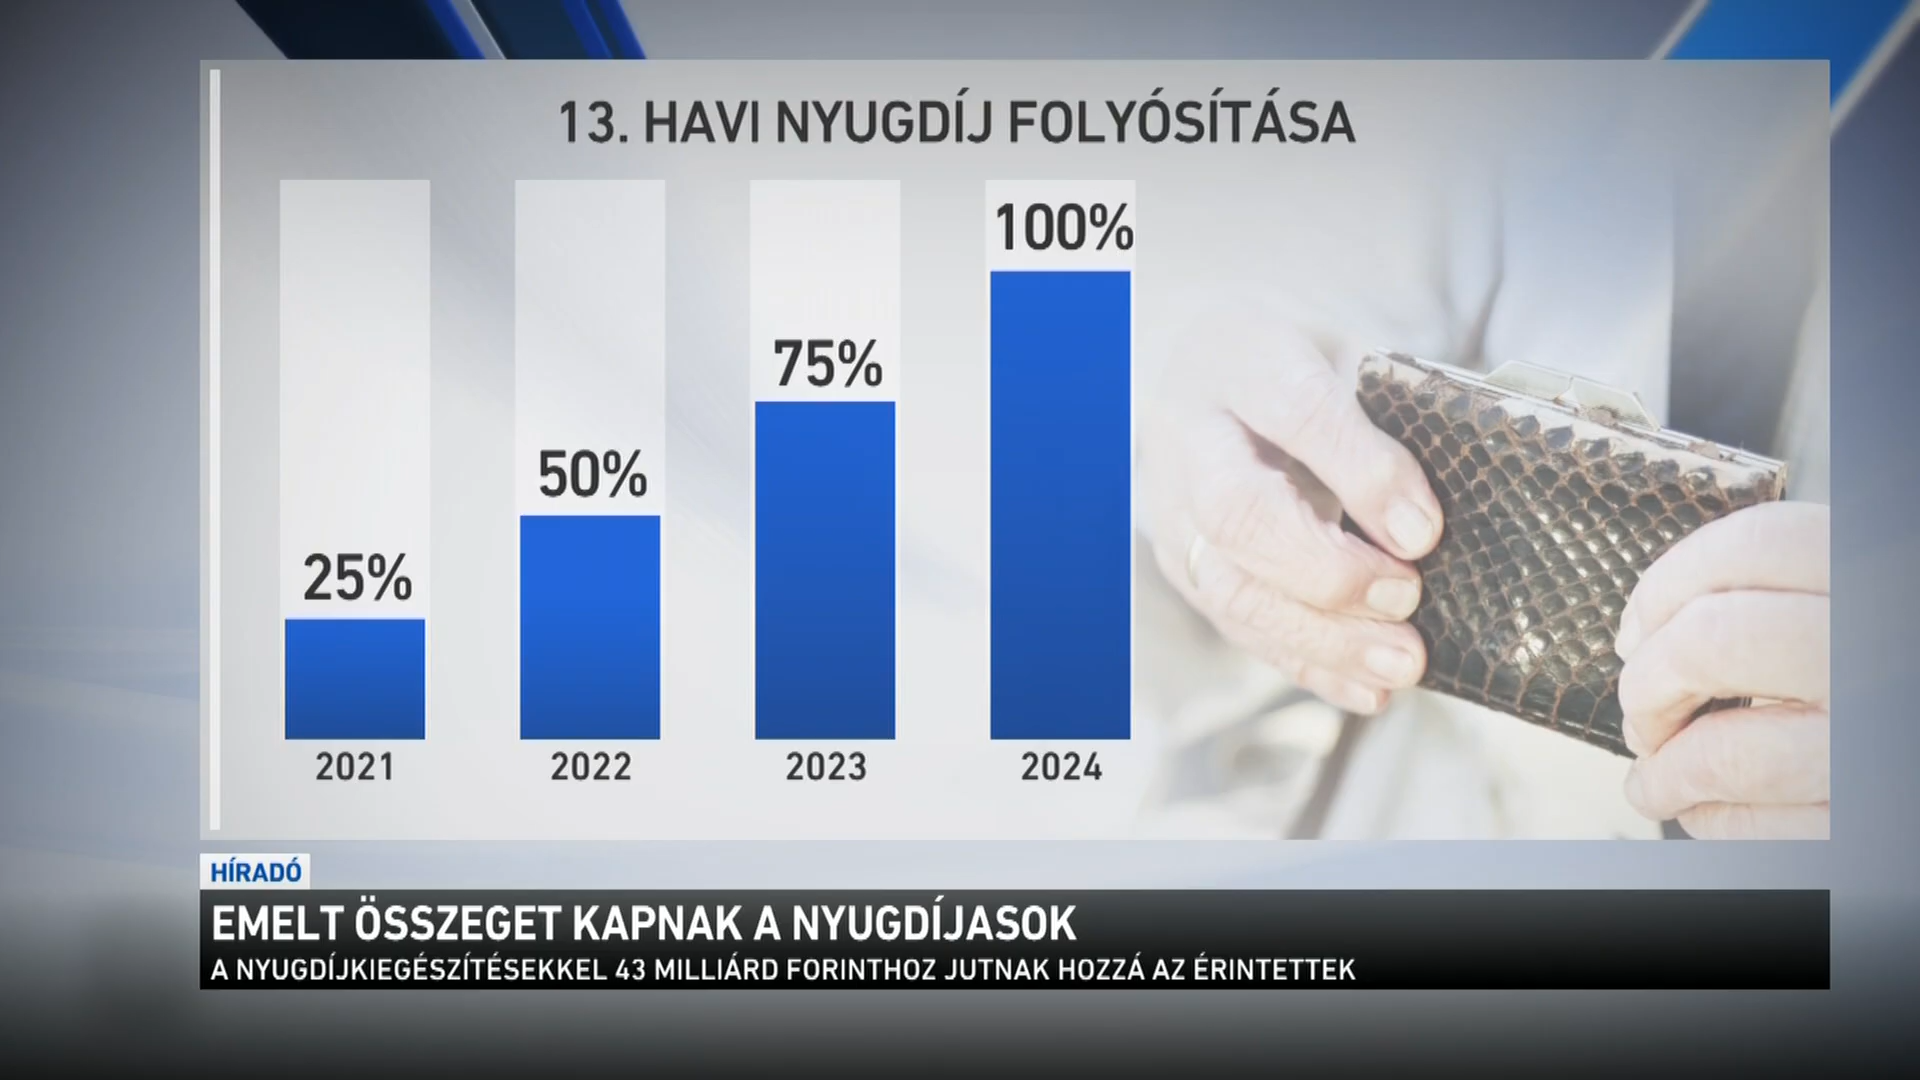 13. HAVI NYUGDÍJ FOLYÓSÍTÁSA
25%
50%
75%
100%
2021
2022
2023
2024
HÍRADÓ
EMELT ÖSSZEGET KAPNAK A NYUGDÍJASOK
A NYUGDÍJKIEGÉSZÍTÉSEKKEL 43 MILLIÁRD FORINTHOZ JUTNAK HOZZÁ AZ ÉRINTETTEK